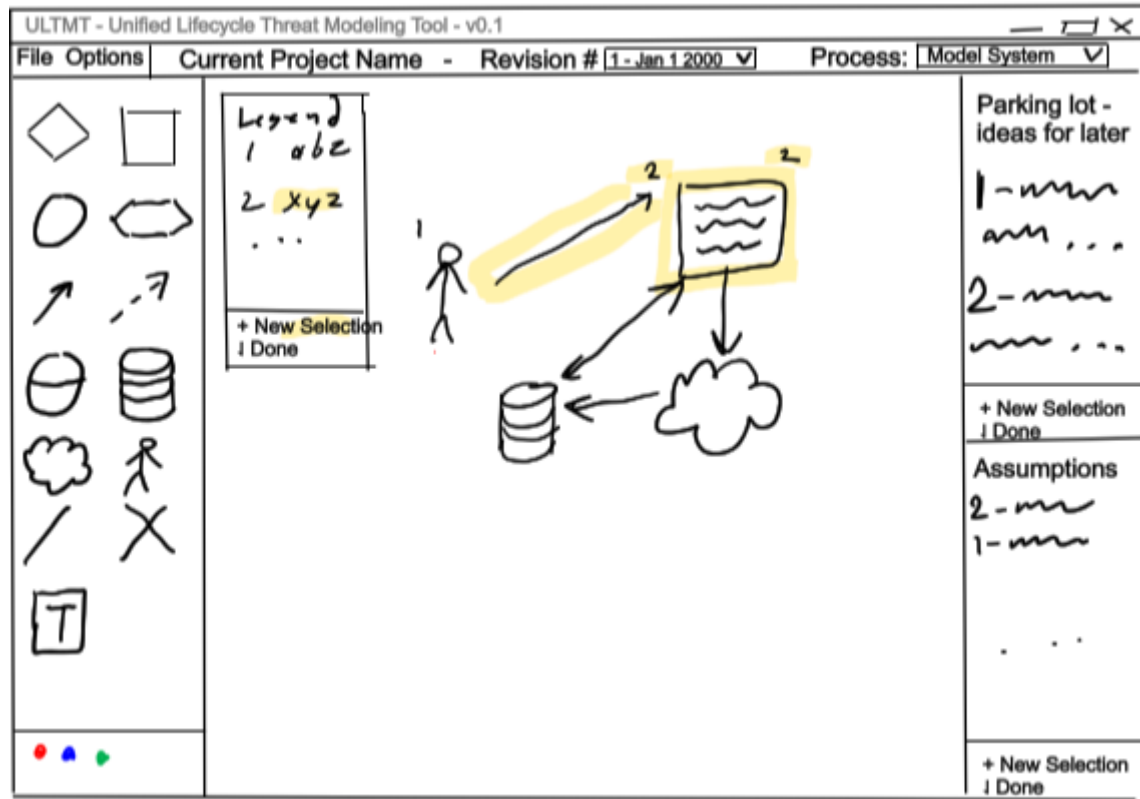 ULTMT - Unified Lifecycle Threat Modeling Tool - v0.1
File Options Current Project Name - Revision # 1 - Jan 1 2000 Process: Model System
Legend
1 abz
2 xyz
...
+ New Selection
↓ Done
1
2
2
T
Parking lot -
ideas for later
1 -
...
2 -
...
+ New Selection
↓ Done
Assumptions
2 -
1 -
...
+ New Selection
↓ Done